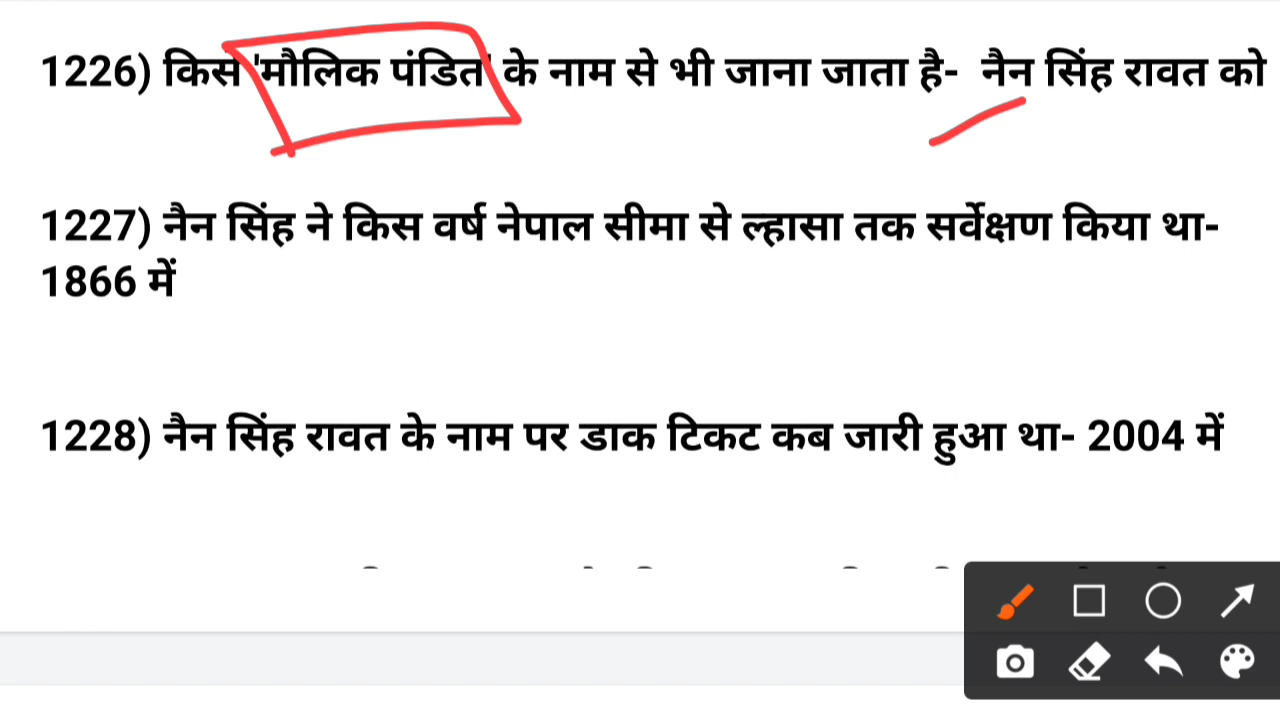 1226) किसे 'मौलिक पंडित' के नाम से भी जाना जाता है- नैन सिंह रावत को
1227) नैन सिंह ने किस वर्ष नेपाल सीमा से ल्हासा तक सर्वेक्षण किया था-
1866 में
1228) नैन सिंह रावत के नाम पर डाक टिकट कब जारी हुआ था- 2004 में